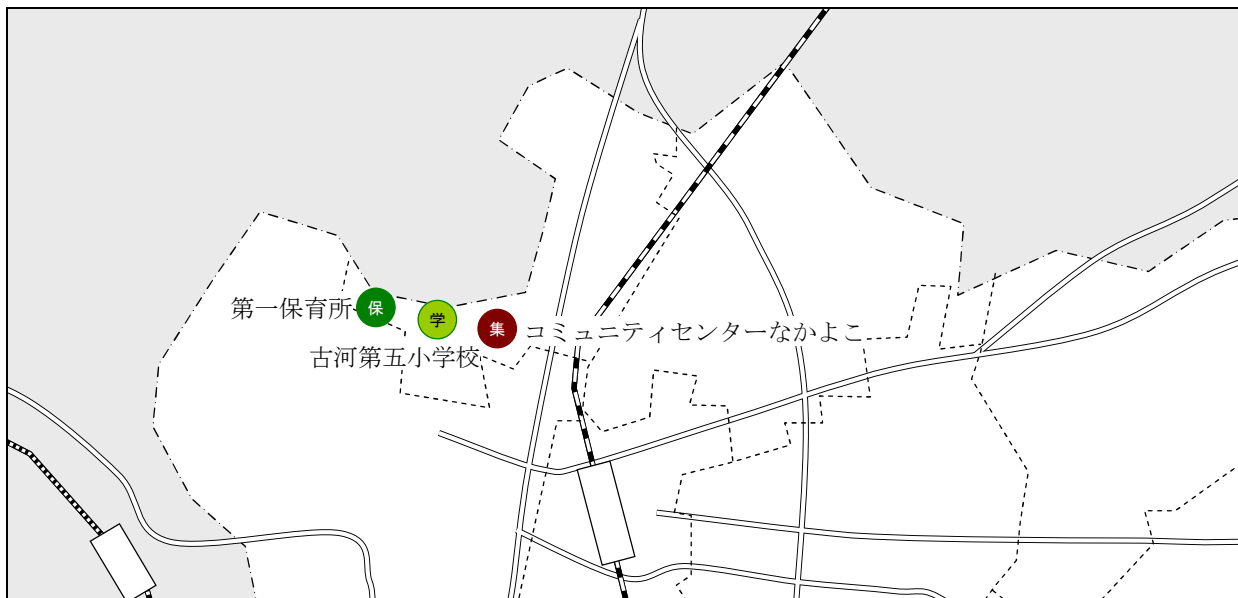 第一保育所
保
学
集
コミュニティセンターなかよこ
古河第五小学校